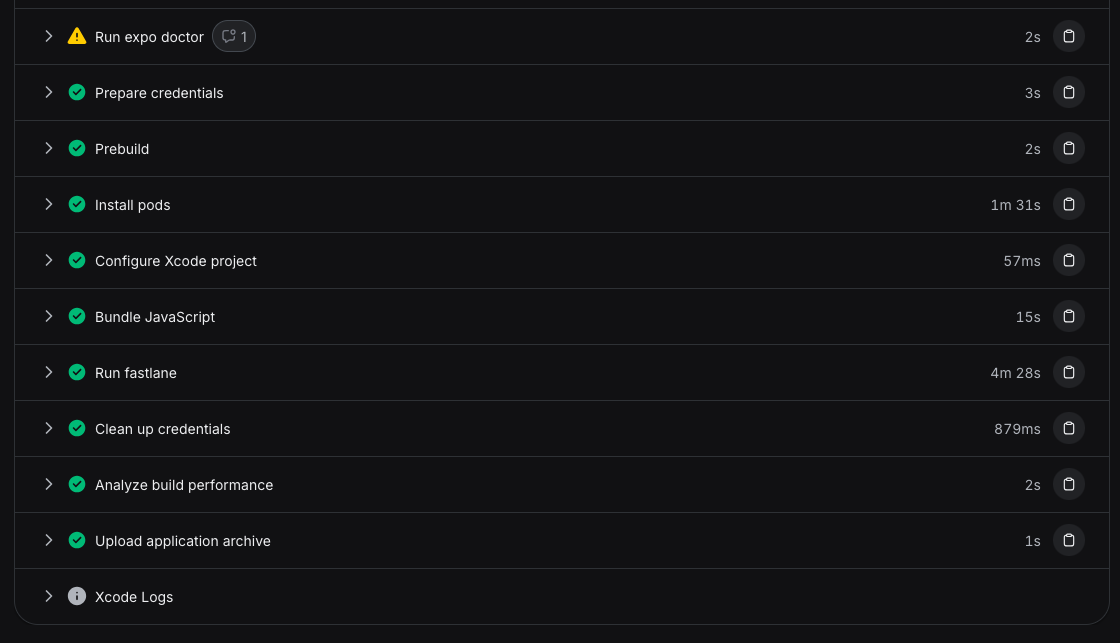 Run expo doctor 1 2s
Prepare credentials 3s
Prebuild 2s
Install pods 1m 31s
Configure Xcode project 57ms
Bundle JavaScript 15s
Run fastlane 4m 28s
Clean up credentials 879ms
Analyze build performance 2s
Upload application archive 1s
Xcode Logs